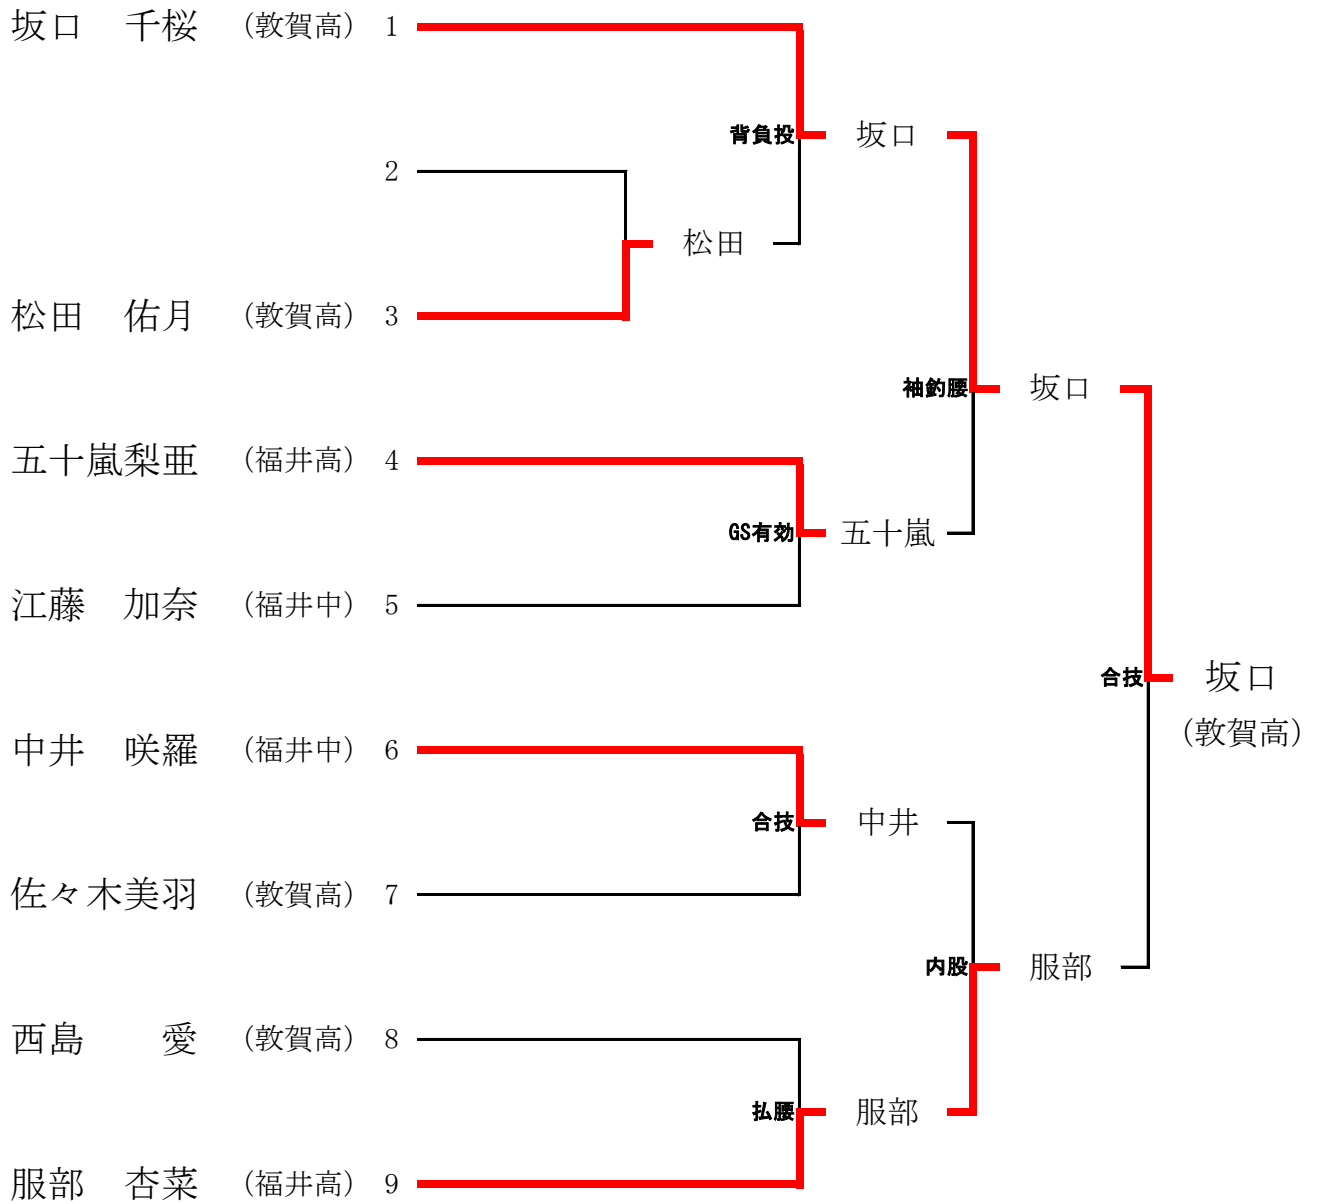 坂口　千桜 (敦賀高) 1
背負投 坂口
2
松田
松田　佑月 (敦賀高) 3
袖釣腰 坂口
五十嵐梨亜 (福井高) 4
GS有効 五十嵐
江藤　加奈 (福井中) 5
合技 坂口
(敦賀高)
中井　咲羅 (福井中) 6
合技 中井
佐々木美羽 (敦賀高) 7
内股 服部
西島　　愛 (敦賀高) 8
払腰 服部
服部　杏菜 (福井高) 9